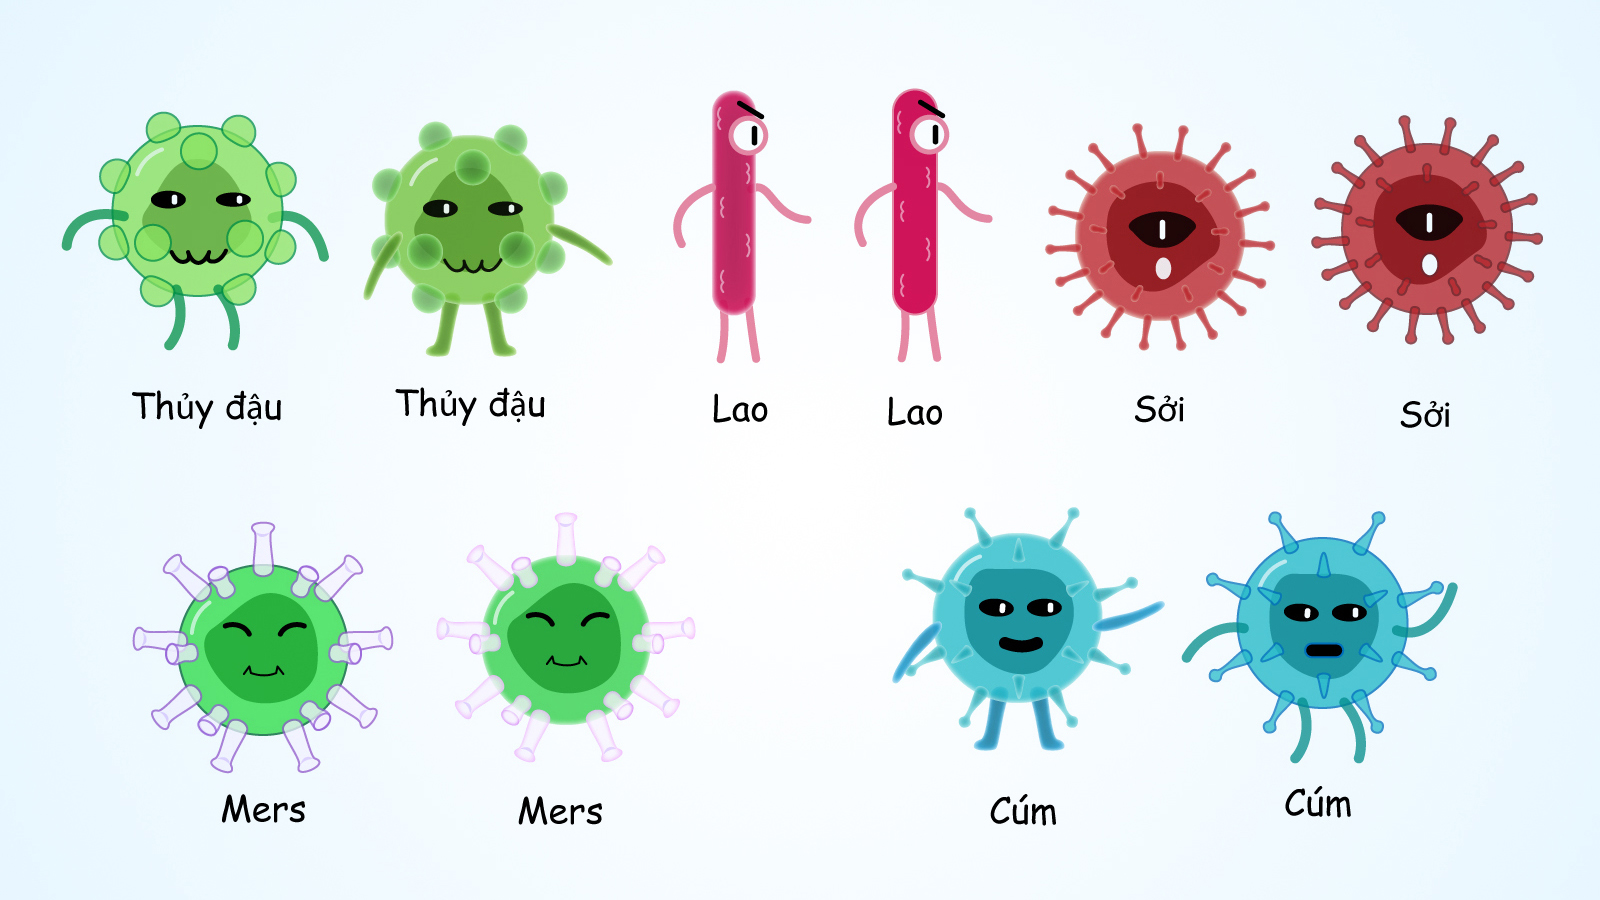 Thủy đậu
Thủy đậu
Lao
Lao
Sởi
Sởi
Mers
Mers
Cúm
Cúm